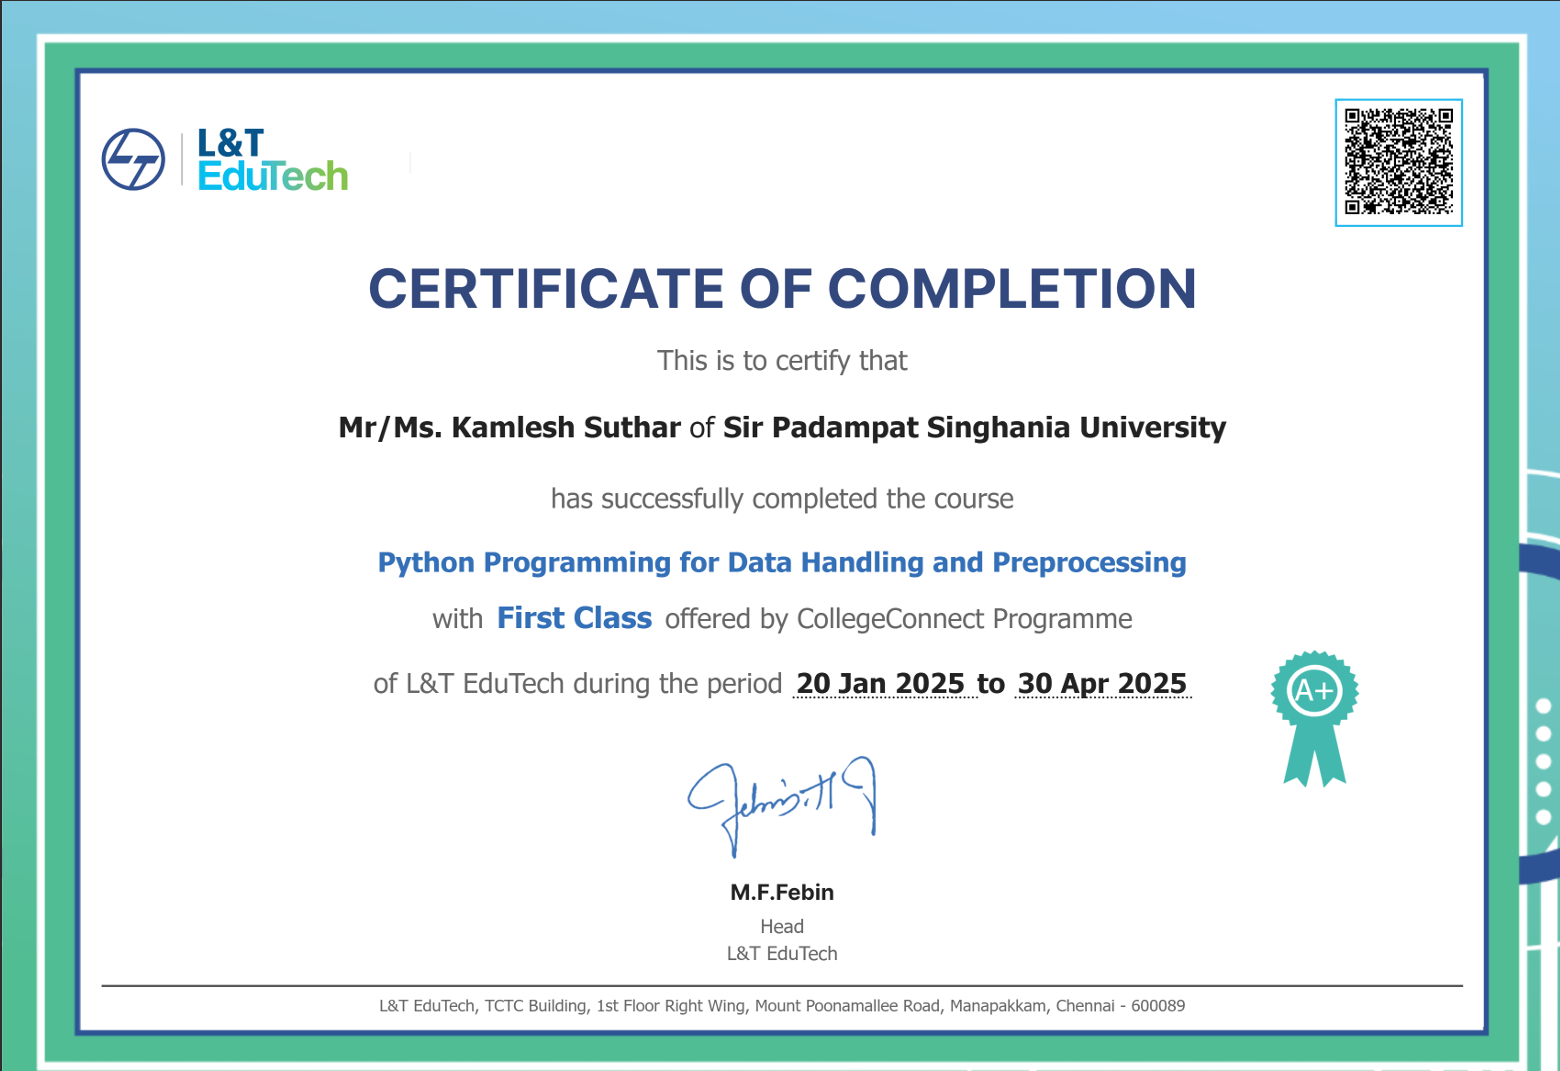 L&T
EduTech
CERTIFICATE OF COMPLETION
This is to certify that
Mr/Ms. Kamlesh Suthar of Sir Padampat Singhania University
has successfully completed the course
Python Programming for Data Handling and Preprocessing
with First Class offered by CollegeConnect Programme
of L&T EduTech during the period 20 Jan 2025 to 30 Apr 2025
A+
M.F.Febin
Head
L&T EduTech
L&T EduTech, TCTC Building, 1st Floor Right Wing, Mount Poonamallee Road, Manapakkam, Chennai - 600089